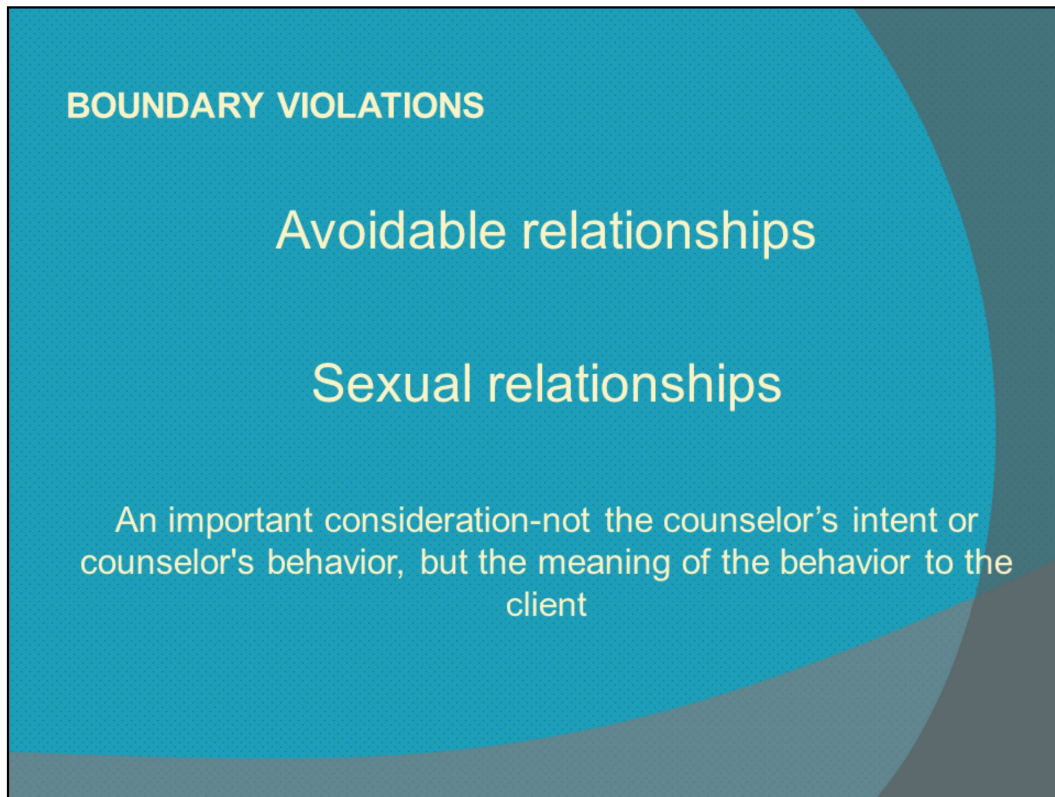 BOUNDARY VIOLATIONS
Avoidable relationships
Sexual relationships
An important consideration-not the counselor’s intent or
counselor's behavior, but the meaning of the behavior to the
client